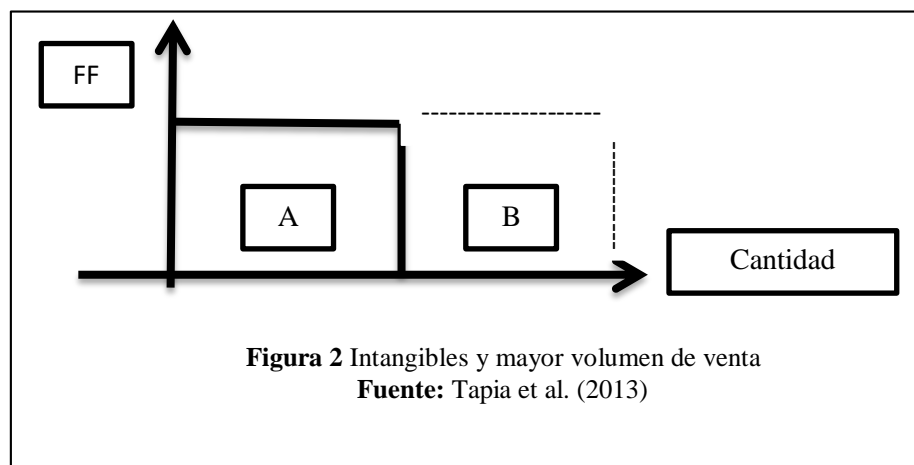 FF
A
B
Cantidad
Figura 2 Intangibles y mayor volumen de venta
Fuente: Tapia et al. (2013)